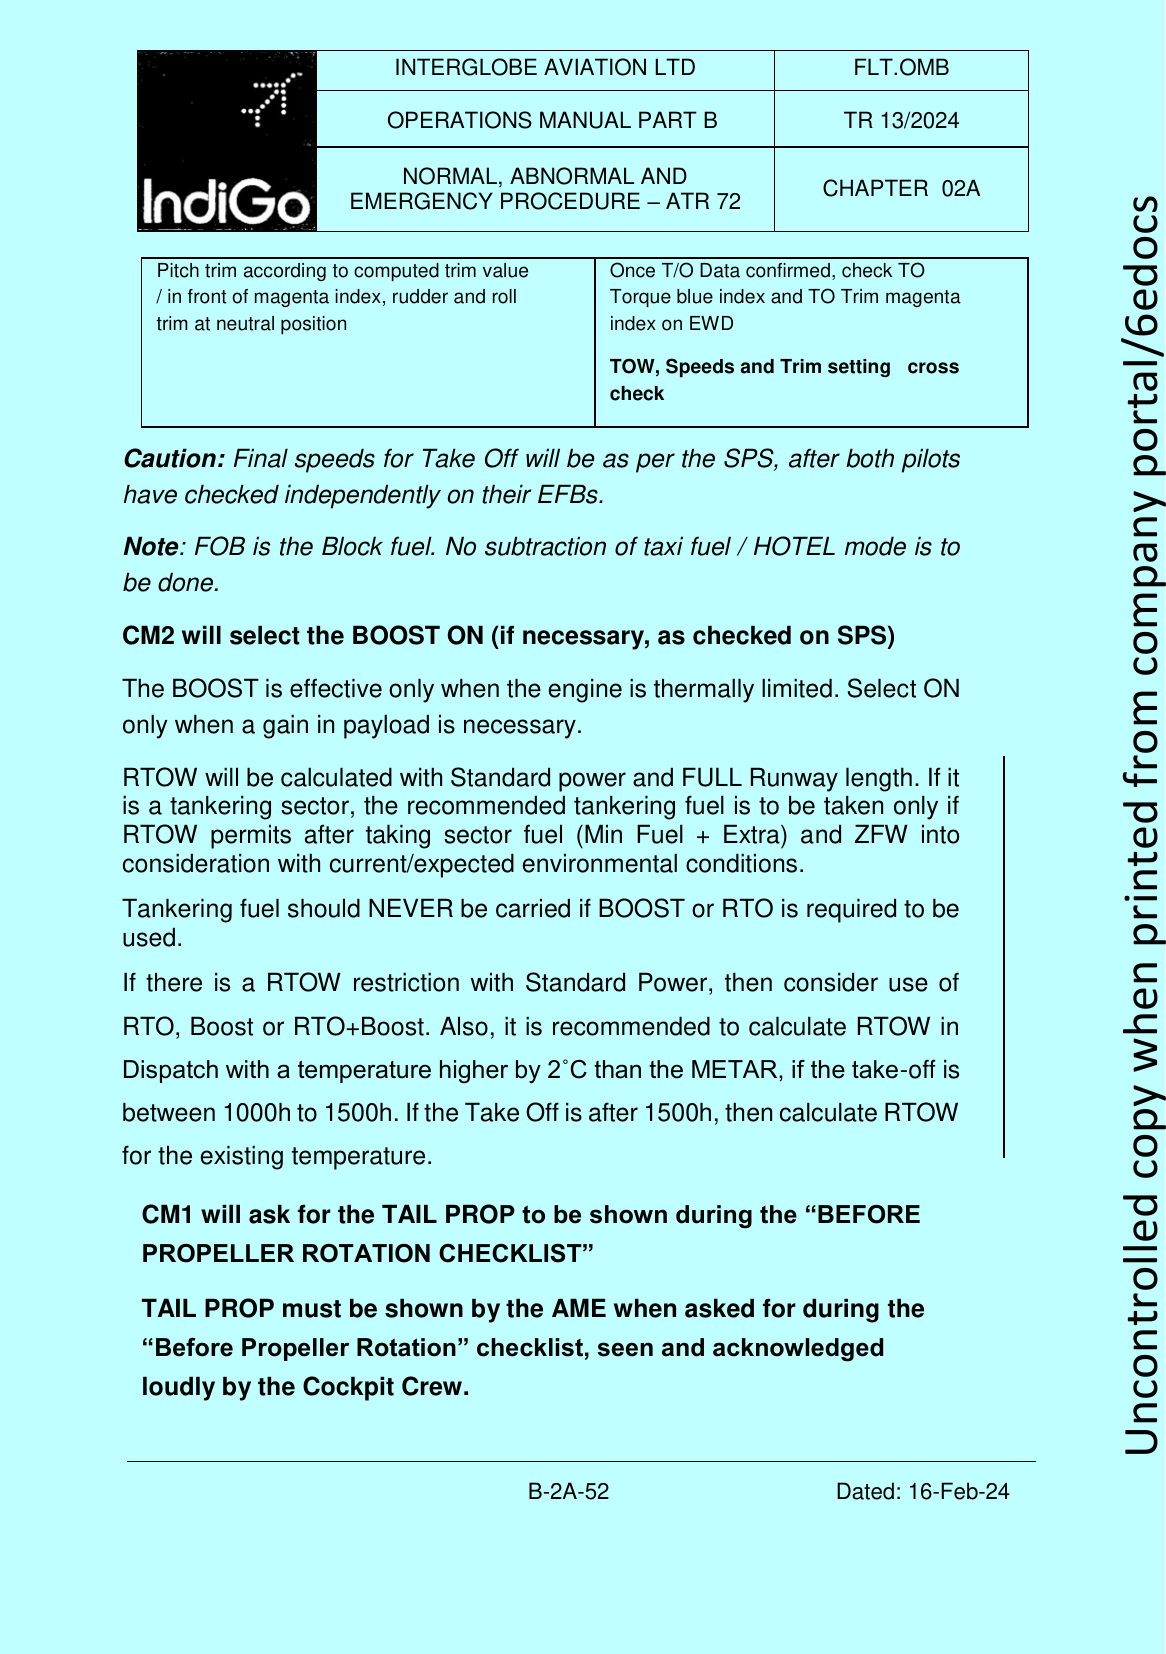 IndiGo
INTERGLOBE AVIATION LTD
FLT.OMB
OPERATIONS MANUAL PART B
TR 13/2024
NORMAL, ABNORMAL AND
EMERGENCY PROCEDURE – ATR 72
CHAPTER 02A
Pitch trim according to computed trim value
/ in front of magenta index, rudder and roll
trim at neutral position
Once T/O Data confirmed, check TO
Torque blue index and TO Trim magenta
index on EWD
TOW, Speeds and Trim setting cross
check
Caution: Final speeds for Take Off will be as per the SPS, after both pilots
have checked independently on their EFBs.
Note: FOB is the Block fuel. No subtraction of taxi fuel / HOTEL mode is to
be done.
CM2 will select the BOOST ON (if necessary, as checked on SPS)
The BOOST is effective only when the engine is thermally limited. Select ON
only when a gain in payload is necessary.
RTOW will be calculated with Standard power and FULL Runway length. If it
is a tankering sector, the recommended tankering fuel is to be taken only if
RTOW permits after taking sector fuel (Min Fuel + Extra) and ZFW into
consideration with current/expected environmental conditions.
Tankering fuel should NEVER be carried if BOOST or RTO is required to be
used.
If there is a RTOW restriction with Standard Power, then consider use of
RTO, Boost or RTO+Boost. Also, it is recommended to calculate RTOW in
Dispatch with a temperature higher by 2˚C than the METAR, if the take-off is
between 1000h to 1500h. If the Take Off is after 1500h, then calculate RTOW
for the existing temperature.
CM1 will ask for the TAIL PROP to be shown during the “BEFORE
PROPELLER ROTATION CHECKLIST”
TAIL PROP must be shown by the AME when asked for during the
“Before Propeller Rotation” checklist, seen and acknowledged
loudly by the Cockpit Crew.
B-2A-52
Dated: 16-Feb-24
Uncontrolled copy when printed from company portal/6edocs